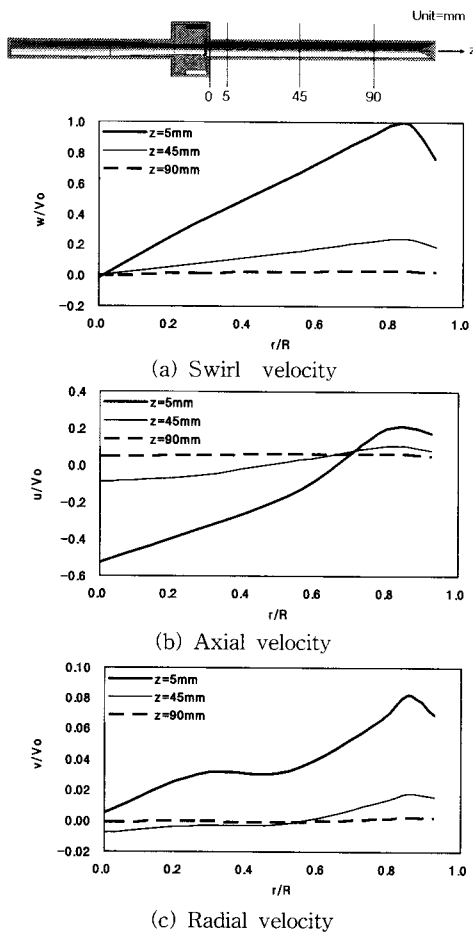 Unit=mm
z
0 5 45 90
1.0
z=5mm
0.8
z=45mm
0.6
z=90mm
w/Vo
0.4
0.2
0.0
−0.2
0.0 0.2 0.4 0.6 0.8 1.0
r/R
(a) Swirl velocity
0.4
z=5mm
z=45mm
0.2
z=90mm
0.0
u/Vo
−0.2
−0.4
−0.6
0.0 0.2 0.4 0.6 0.8 1.0
r/R
(b) Axial velocity
0.10
z=5mm
0.08
z=45mm
z=90mm
0.06
v/Vo
0.04
0.02
0.00
−0.02
0.0 0.2 0.4 0.6 0.8 1.0
r/R
(c) Radial velocity